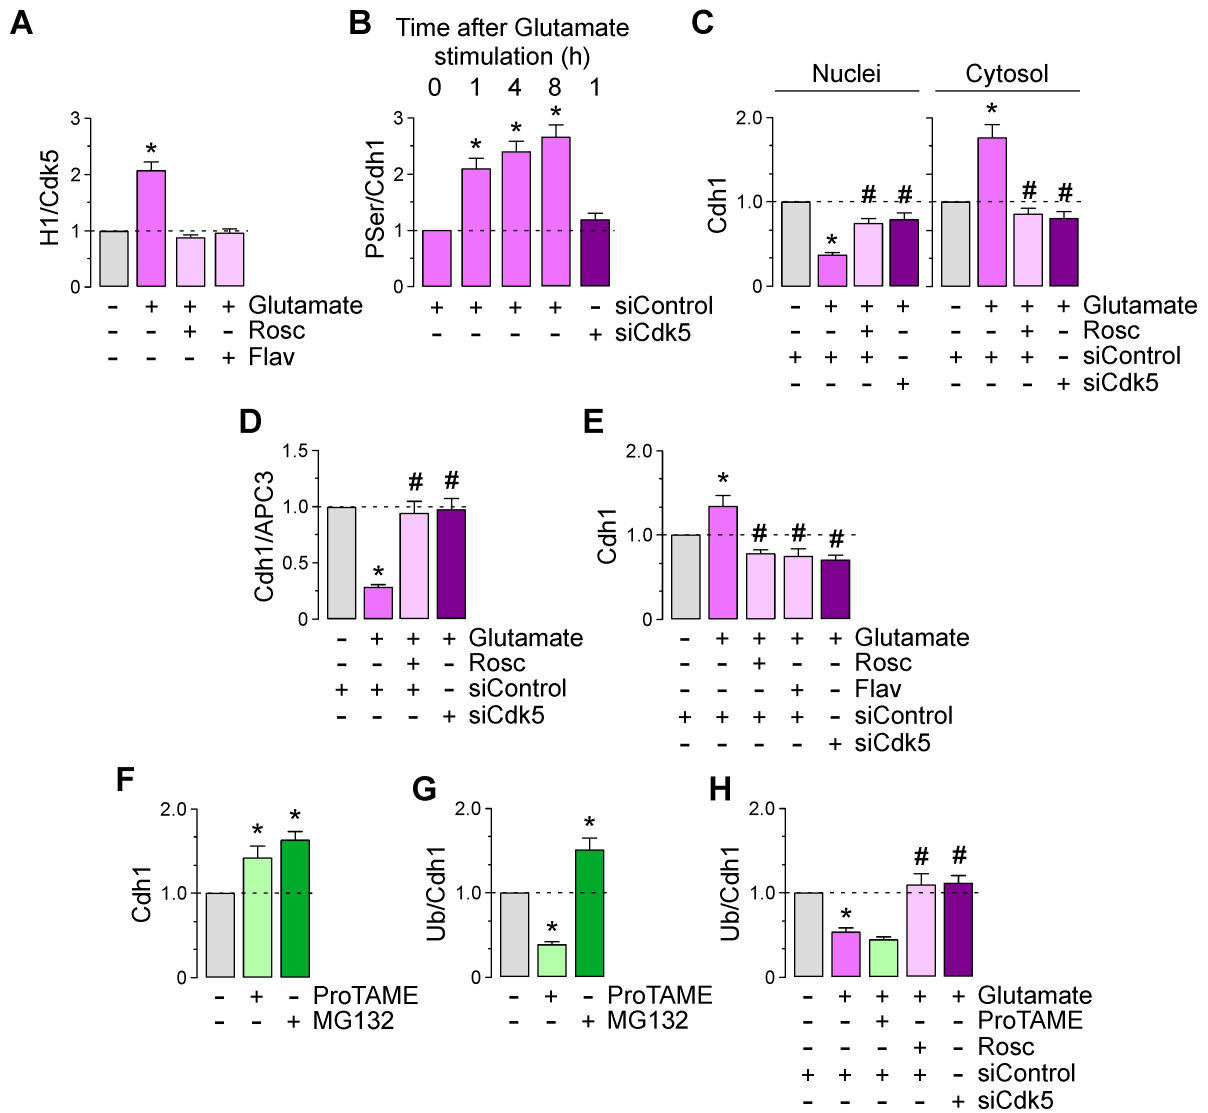 A
H1/Cdk5
3
2
1
0
*
- + + + Glutamate
- - + - Rosc
- - - + Flav
B
Time after Glutamate
stimulation (h)
0 1 4 8 1
PSer/Cdh1
3
2
1
0
* * *
+ + + + - siControl
- - - - + siCdk5
C
Nuclei Cytosol
Cdh1
2.0
1.0
0
* # # * # #
- + + + - + + + Glutamate
- - + - - - + - Rosc
+ + + - + + + - siControl
- - - + - - - + siCdk5
D
Cdh1/APC3
1.5
1.0
0.5
0
* # #
- + + + Glutamate
- - + - Rosc
+ + + - siControl
- - - + siCdk5
E
Cdh1
2.0
1.0
0
* # # #
- + + + + Glutamate
- - + - - Rosc
- - - + - Flav
+ + + + - siControl
- - - - + siCdk5
F
Cdh1
2.0
1.0
0
* *
- + - ProTAME
- - + MG132
G
Ub/Cdh1
2.0
1.0
0
* *
- + - ProTAME
- - + MG132
H
Ub/Cdh1
2.0
1.0
0
* # #
- + + + + Glutamate
- - + - - ProTAME
- - - + - Rosc
+ + + + - siControl
- - - - + siCdk5